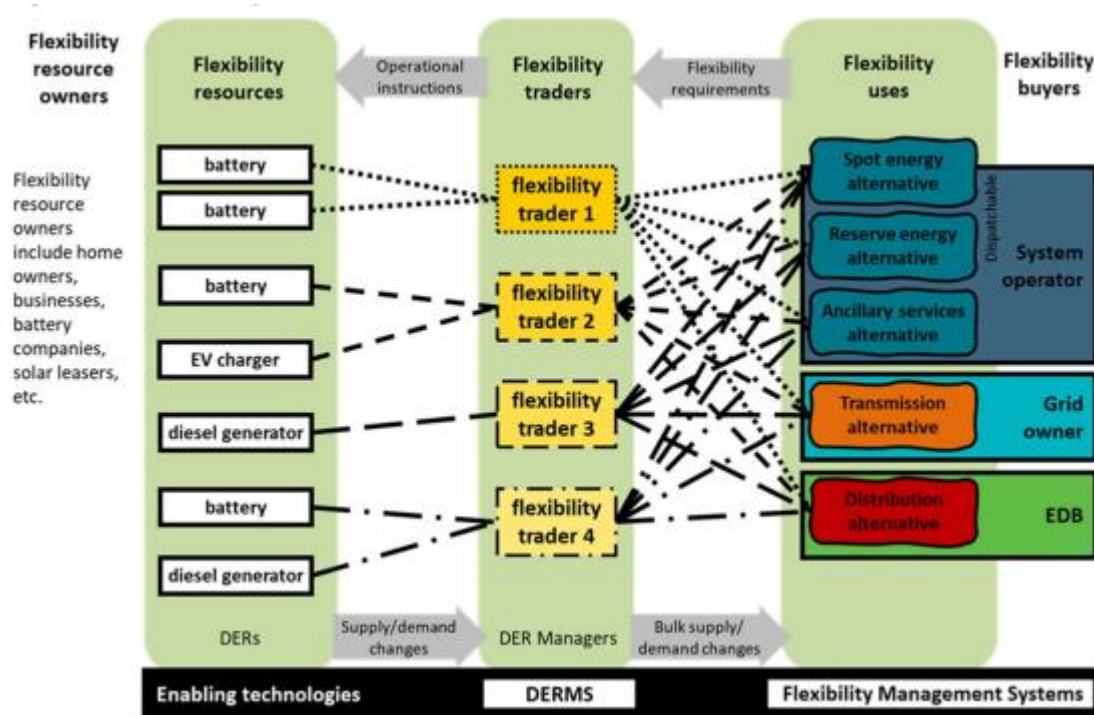 Flexibility
resource
owners
Flexibility
resources
Operational
instructions
Flexibility
traders
Flexibility
requirements
Flexibility
uses
Flexibility
buyers
Flexibility
resource
owners
include home
owners,
businesses,
battery
companies,
solar leasers,
etc.
battery
battery
battery
EV charger
diesel generator
battery
diesel generator
flexibility
trader 1
flexibility
trader 2
flexibility
trader 3
flexibility
trader 4
Spot energy
alternative
Reserve energy
alternative
Ancillary services
alternative
Dispatchable
System
operator
Transmission
alternative
Grid
owner
Distribution
alternative
EDB
DERs
Supply/demand
changes
DER Managers
Bulk supply/
demand changes
Enabling technologies
DERMS
Flexibility Management Systems